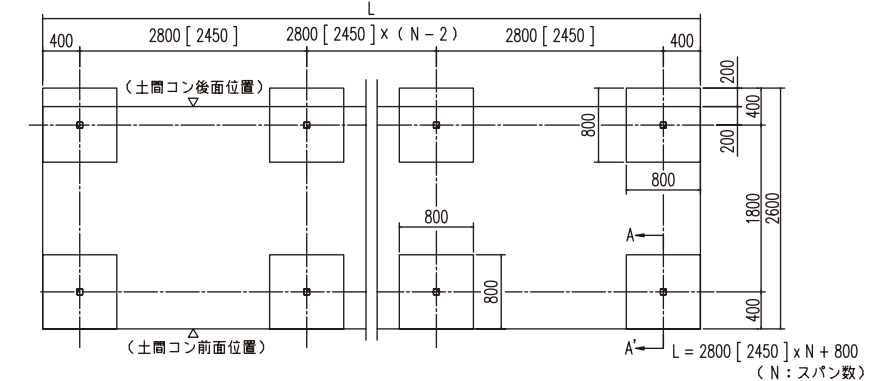 L
400 2800 [ 2450 ] 2800 [ 2450 ] x ( N − 2 ) 2800 [ 2450 ] 400
(土間コン後面位置)
200
400
200
800
800
1800
2600
800
A
800
400
(土間コン前面位置)
A'
L = 2800 [ 2450 ] x N + 800
( N : スパン数)